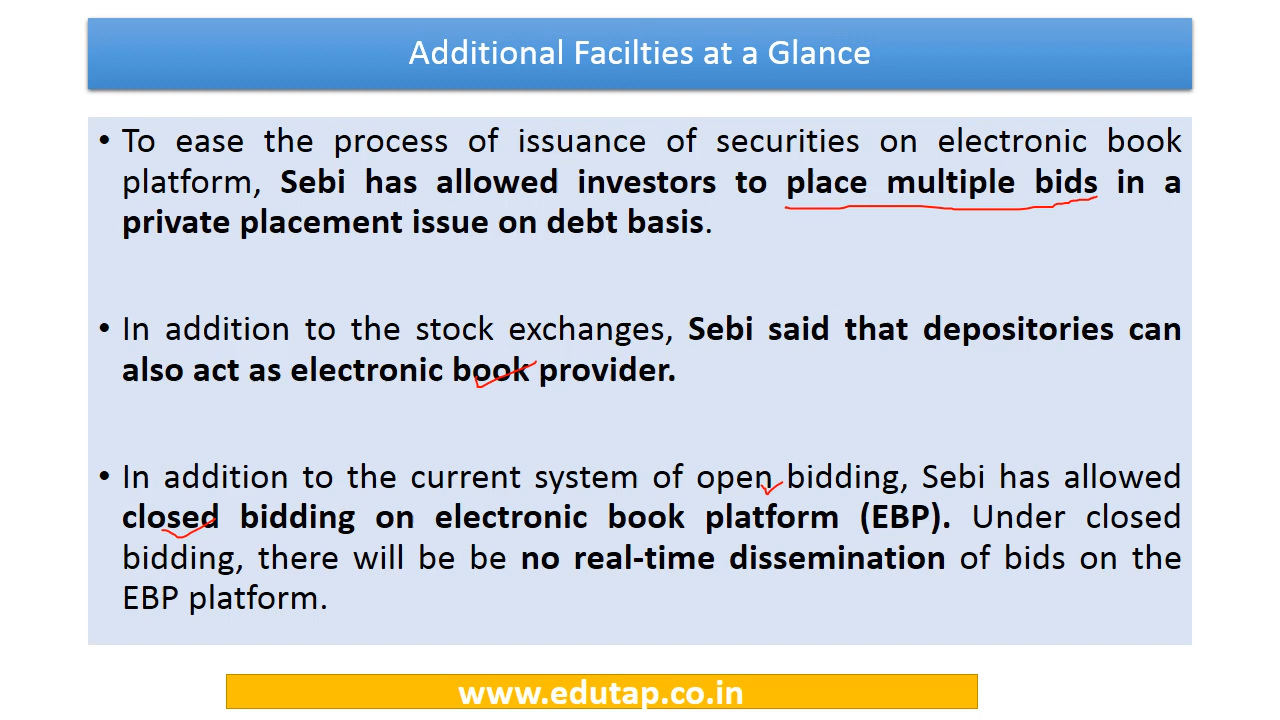 Additional Facilties at a Glance
• To ease the process of issuance of securities on electronic book
platform, Sebi has allowed investors to place multiple bids in a
private placement issue on debt basis.
• In addition to the stock exchanges, Sebi said that depositories can
also act as electronic book provider.
• In addition to the current system of open bidding, Sebi has allowed
closed bidding on electronic book platform (EBP). Under closed
bidding, there will be be no real-time dissemination of bids on the
EBP platform.
www.edutap.co.in